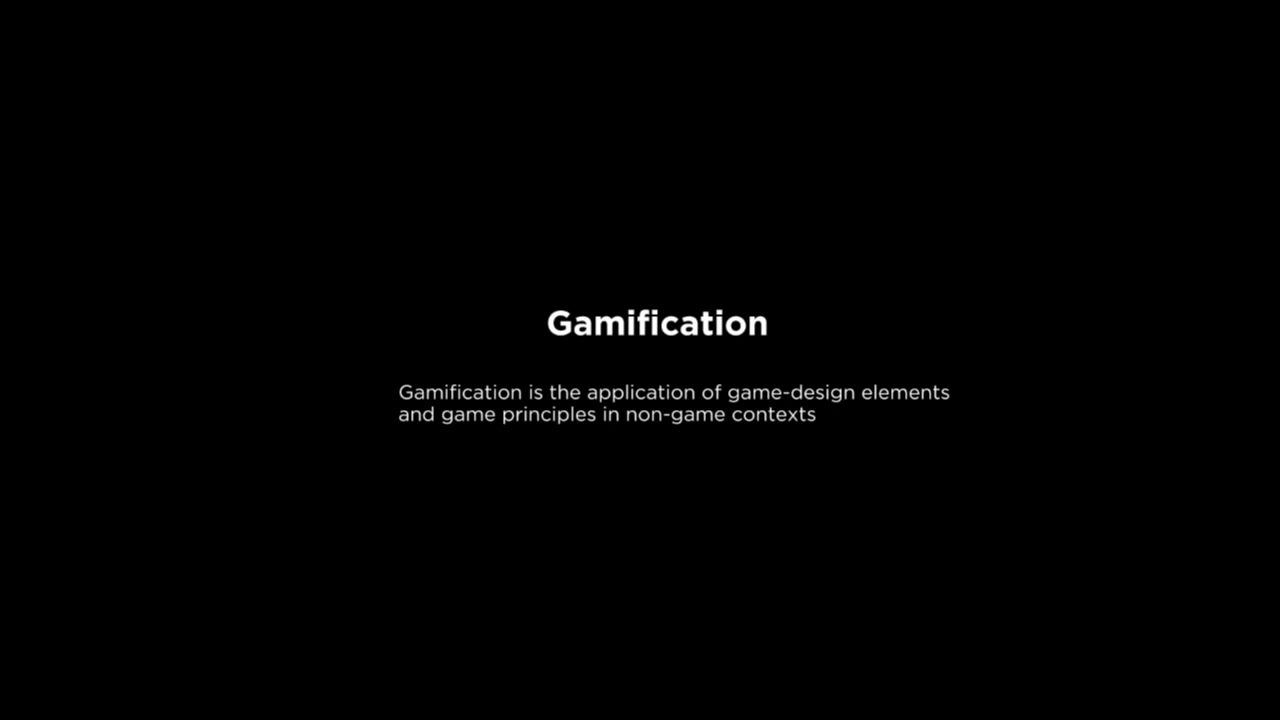 Gamification
Gamification is the application of game-design elements
and game principles in non-game contexts